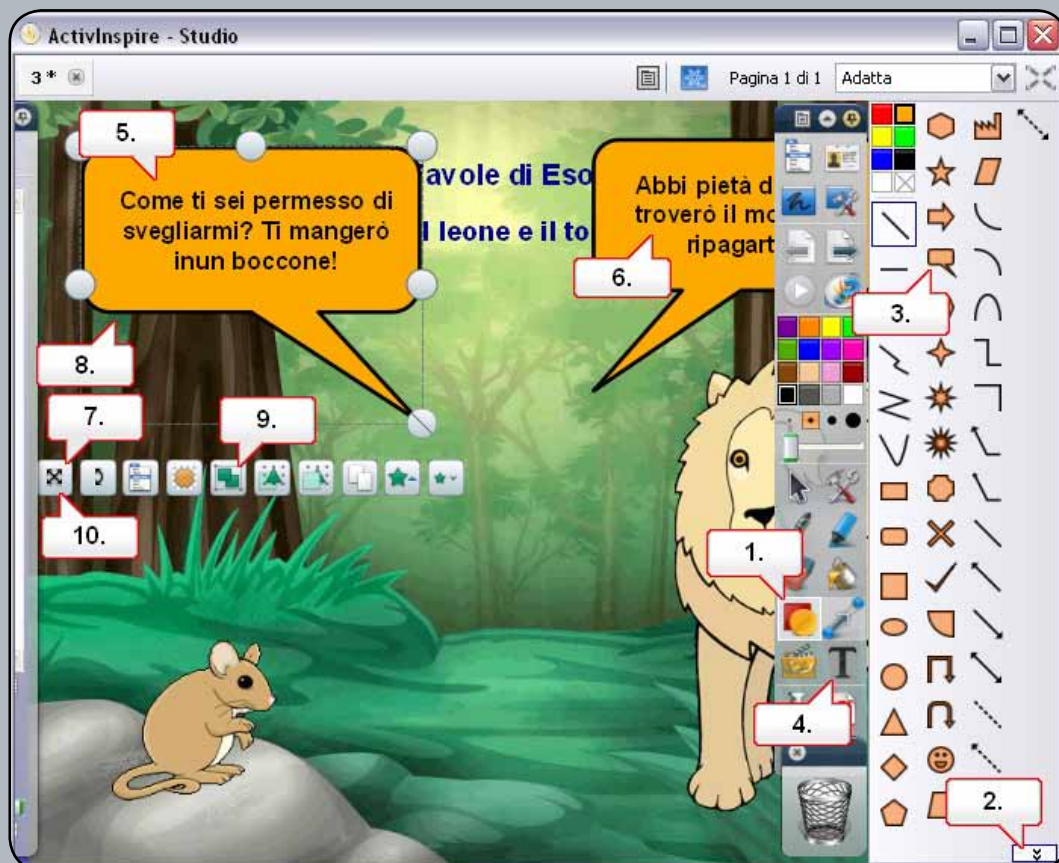 ActivInspire - Studio
3 *
Pagina 1 di 1
Adatta
5.
Come ti sei permesso di
svegliarmi? Ti mangerò
inun boccone!
avole di Eso
l leone e il to
Abbi pietà d
troverò il mo
ripagart
6.
3.
8.
7.
9.
10.
1.
T
4.
2.